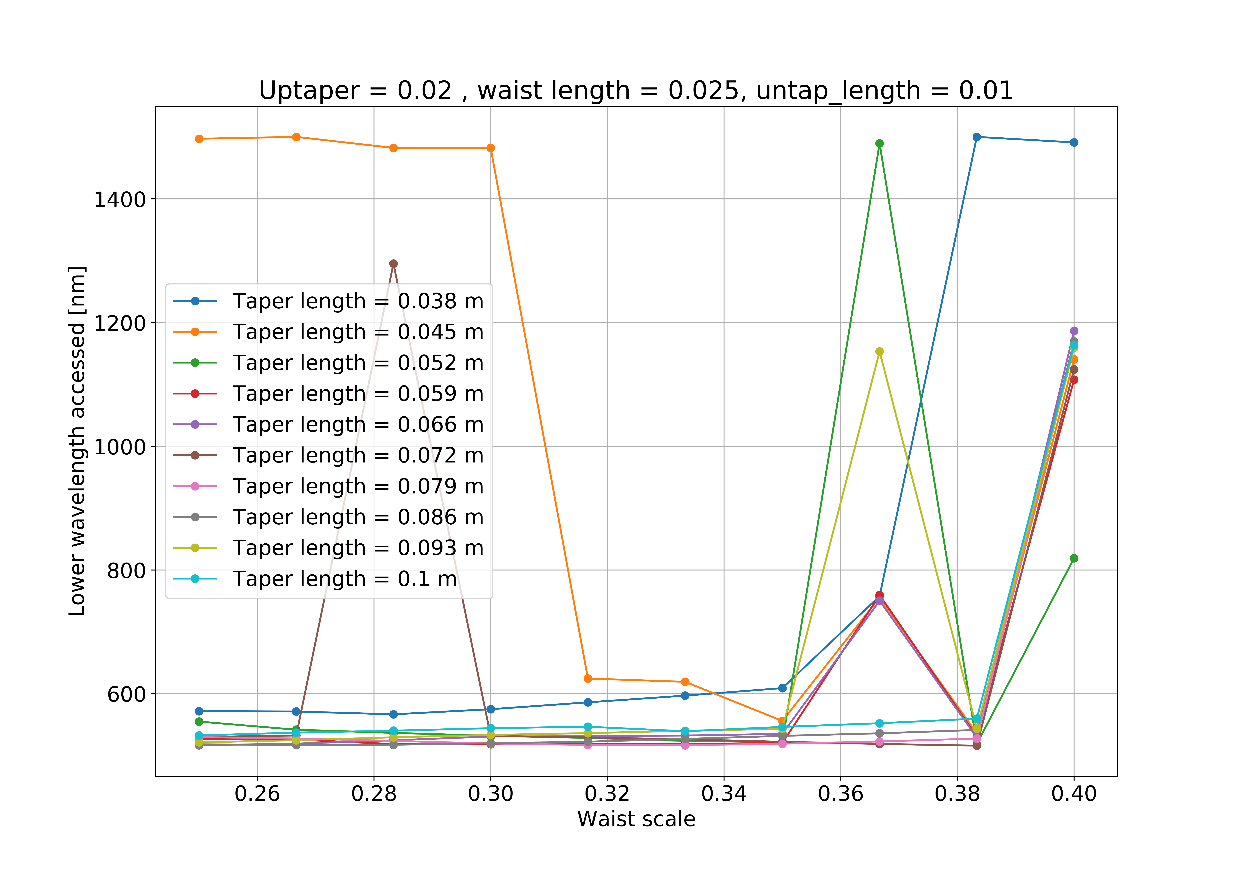 Uptaper = 0.02 , waist length = 0.025, untap_length = 0.01
Lower wavelength accessed [nm]
1400
1200
1000
800
600
Taper length = 0.038 m
Taper length = 0.045 m
Taper length = 0.052 m
Taper length = 0.059 m
Taper length = 0.066 m
Taper length = 0.072 m
Taper length = 0.079 m
Taper length = 0.086 m
Taper length = 0.093 m
Taper length = 0.1 m
0.26 0.28 0.30 0.32 0.34 0.36 0.38 0.40
Waist scale